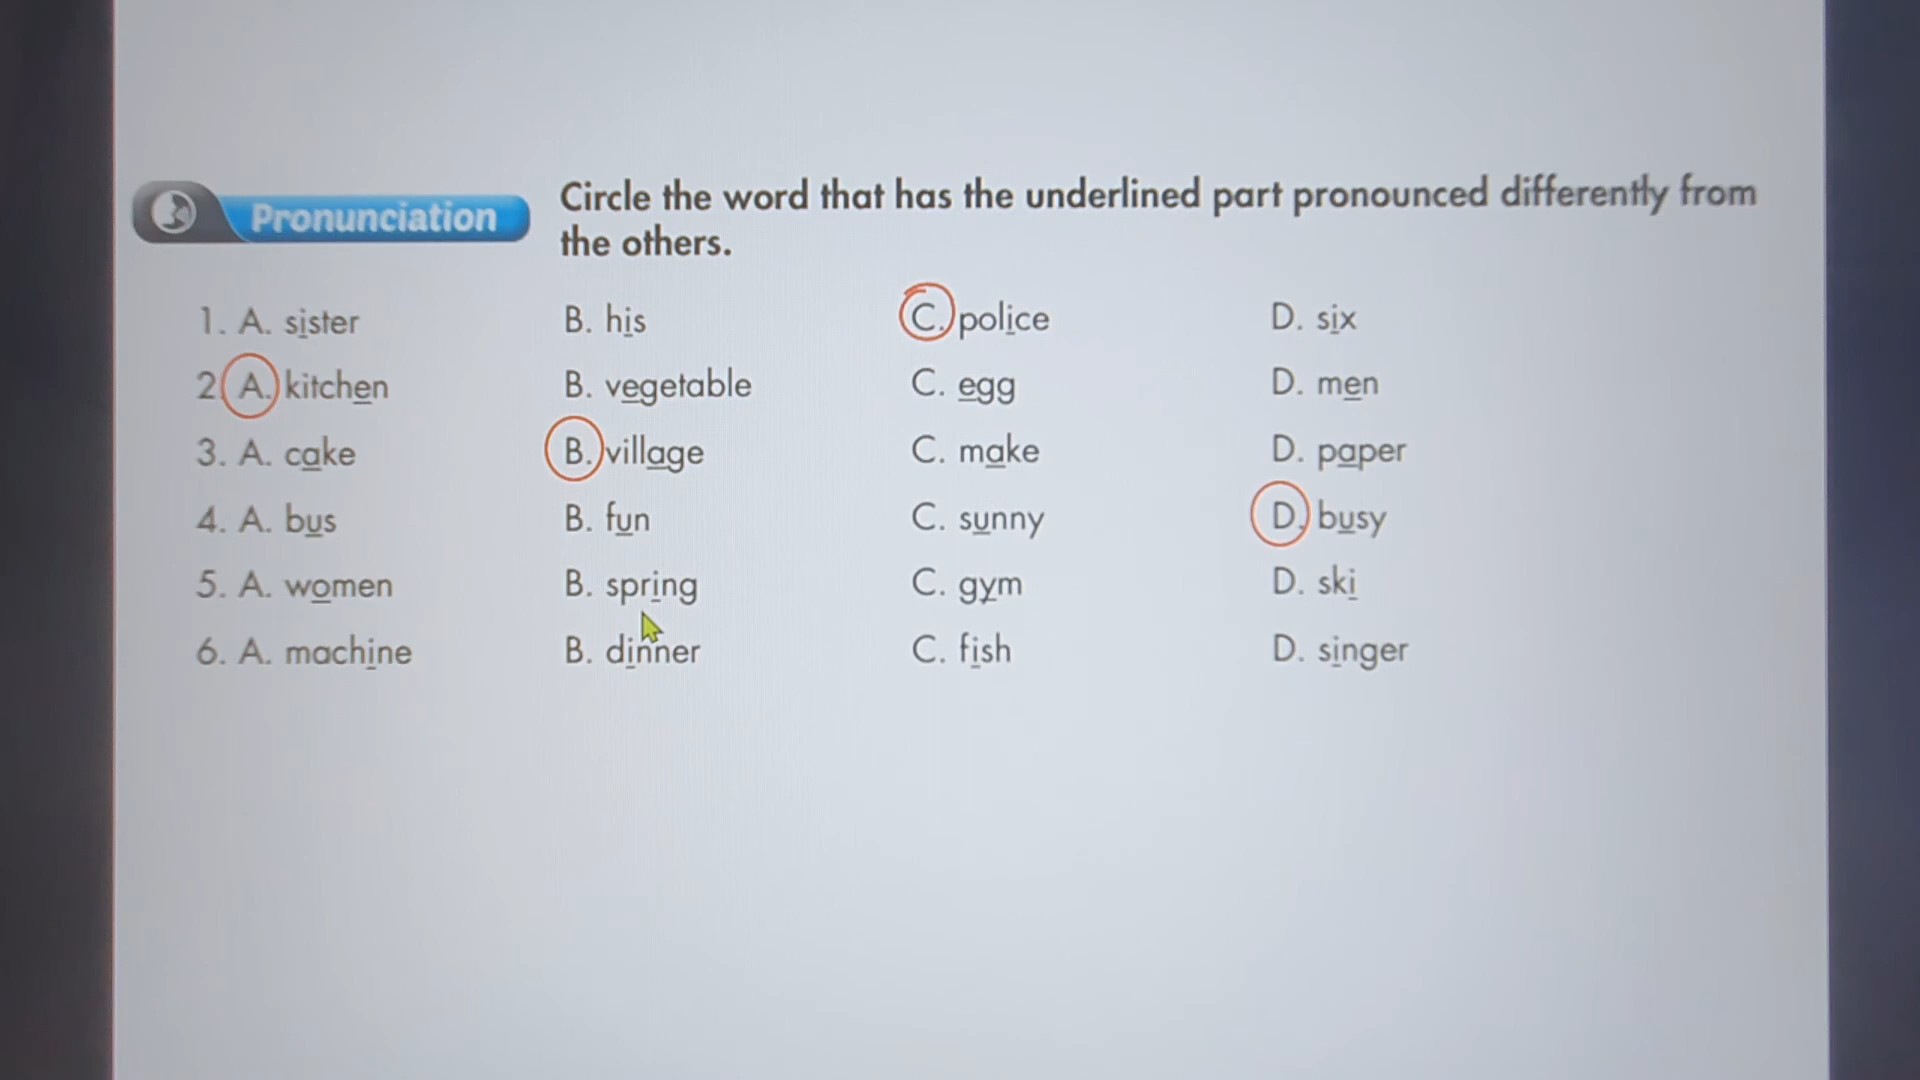 Pronunciation
Circle the word that has the underlined part pronounced differently from
the others.
1. A. sister B. his C. police D. six
2 A. kitchen B. vegetable C. egg D. men
3. A. cake B. village C. make D. paper
4. A. bus B. fun C. sunny D. busy
5. A. women B. spring C. gym D. ski
6. A. machine B. dinner C. fish D. singer